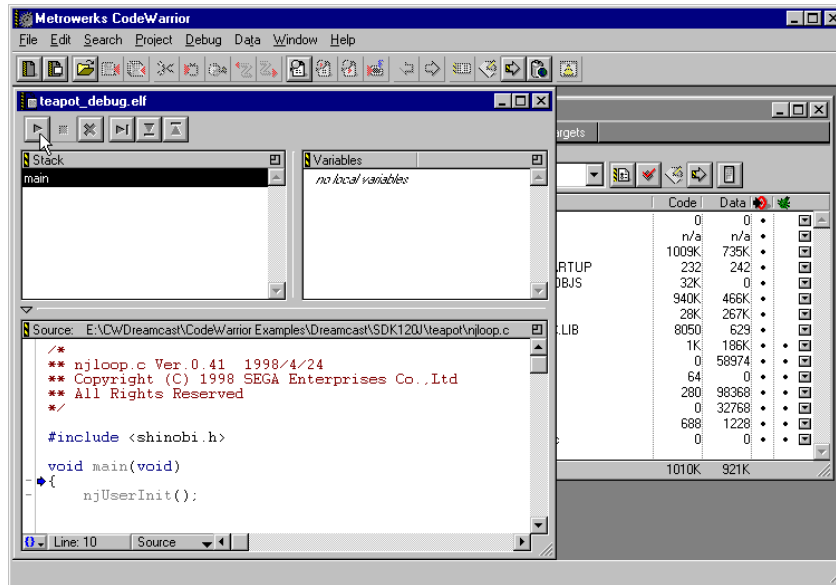 Metrowerks CodeWarrior
File Edit Search Project Debug Data Window Help
teapot_debug.elf
Stack
main
Variables
no local variables
Source: E:\CWDreamcast\CodeWarrior Examples\Dreamcast\SDK120J\teapot\njloop.c
/*
** njloop.c Ver.0.41 1998/4/24
** Copyright (C) 1998 SEGA Enterprises Co.,Ltd
** All Rights Reserved
*/
#include <shinobi.h>
void main(void)
{
njUserInit();
Line: 10 Source
argets
Code Data
0 0
n/a n/a
1009K 735K
RTUP 232 242
OBJS 32K 0
940K 466K
28K 267K
.LIB 8050 629
1K 186K
0 58974
64 0
280 98368
0 32768
688 1228
0 0
1010K 921K